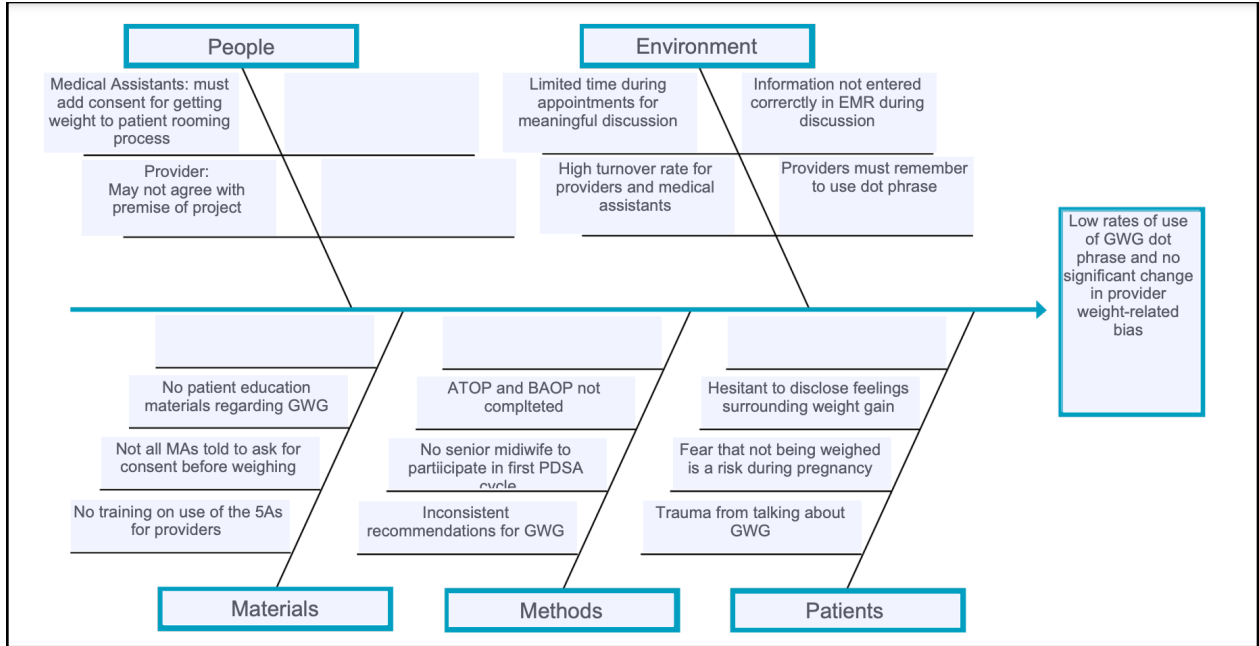 People
Environment
Medical Assistants: must
add consent for getting
weight to patient rooming
process
Limited time during
appointments for
meaningful discussion
Information not entered
correrctly in EMR during
discussion
Provider:
May not agree with
premise of project
High turnover rate for
providers and medical
assistants
Providers must remember
to use dot phrase
Low rates of use
of GWG dot
phrase and no
significant change
in provider
weight-related
bias
No patient education
materials regarding GWG
ATOP and BAOP not
complteted
Hesitant to disclose feelings
surrounding weight gain
Not all MAs told to ask for
consent before weighing
No senior midiwife to
partiicipate in first PDSA
cycle
Fear that not being weighed
is a risk during pregnancy
No training on use of the 5As
for providers
Inconsistent
recommendations for GWG
Trauma from talking about
GWG
Materials
Methods
Patients